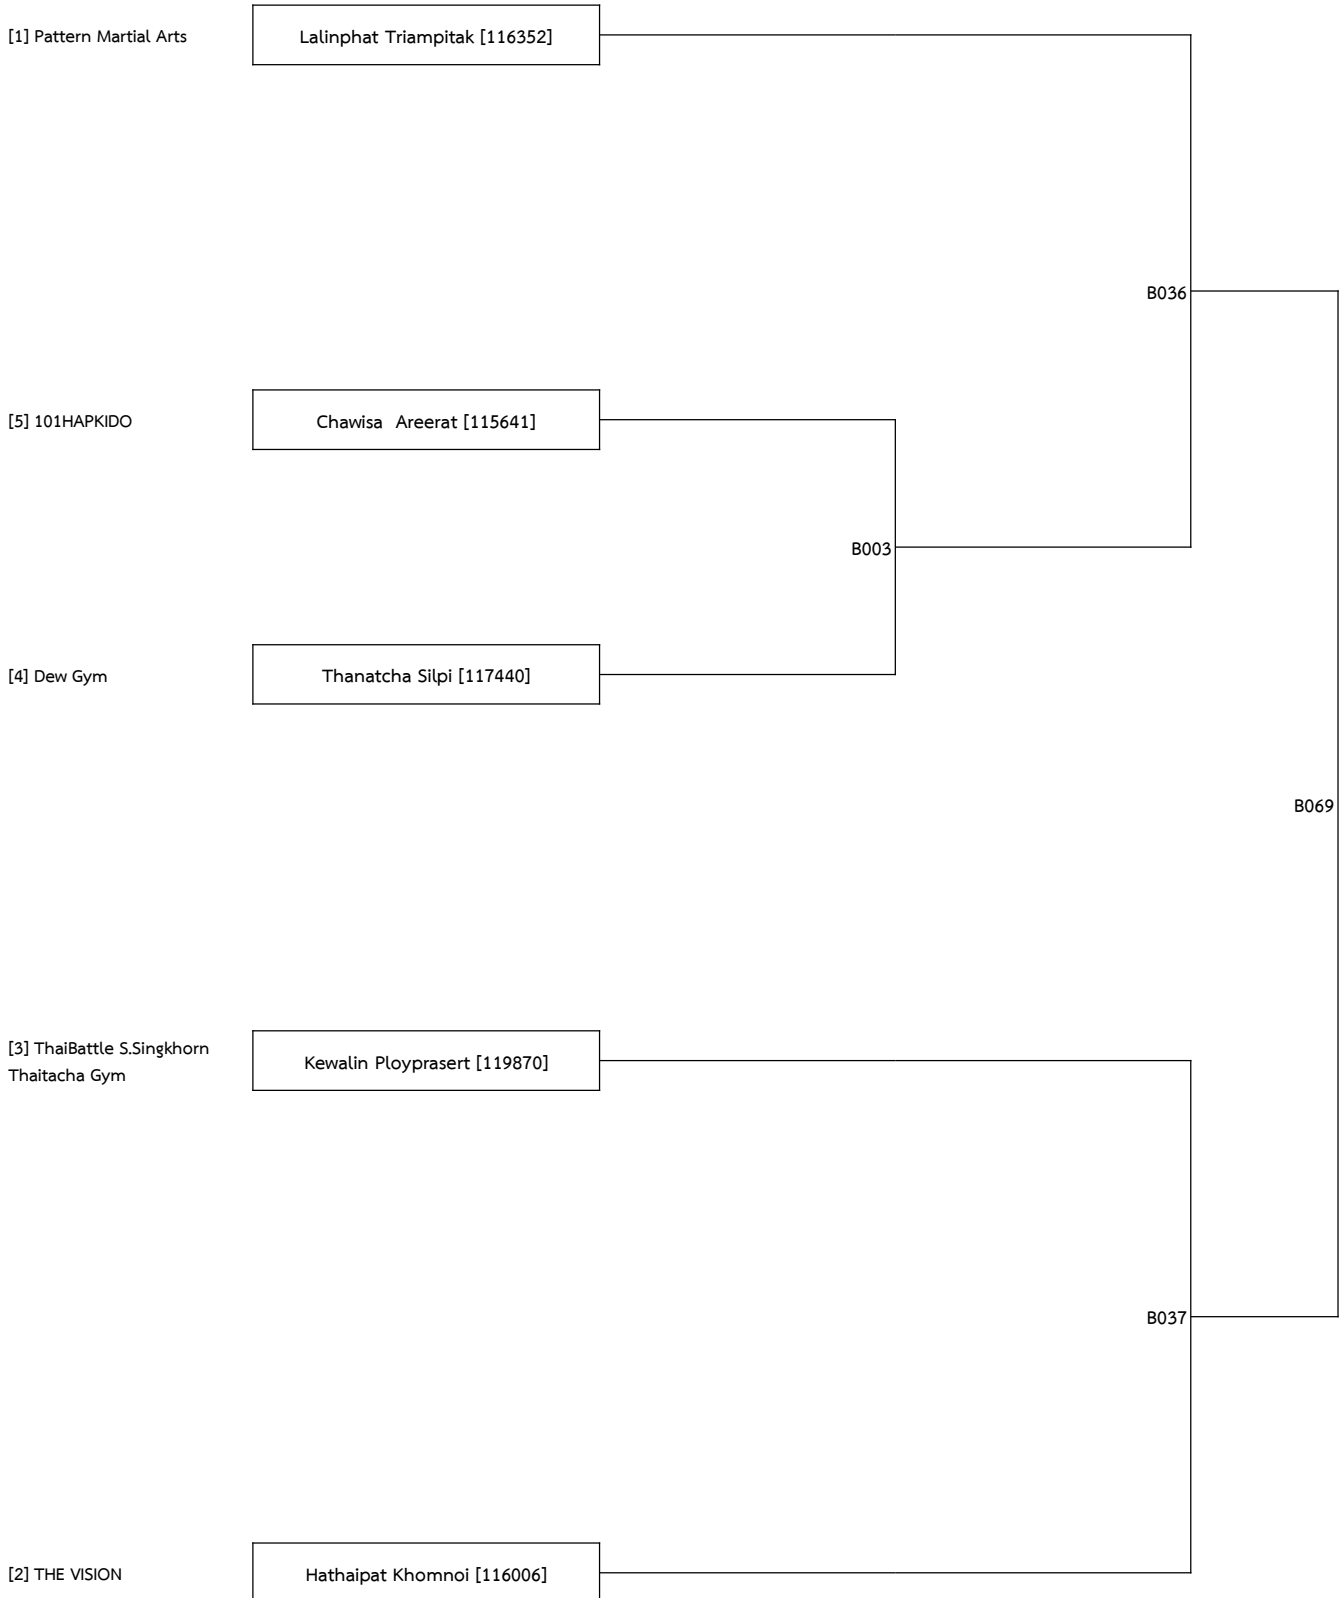 [1] Pattern Martial Arts
Lalinphat Triampitak [116352]
B036
[5] 101HAPKIDO
Chawisa  Areerat [115641]
B003
[4] Dew Gym
Thanatcha Silpi [117440]
B069
[3] ThaiBattle S.Singkhorn
Thaitacha Gym
Kewalin Ployprasert [119870]
B037
[2] THE VISION
Hathaipat Khomnoi [116006]